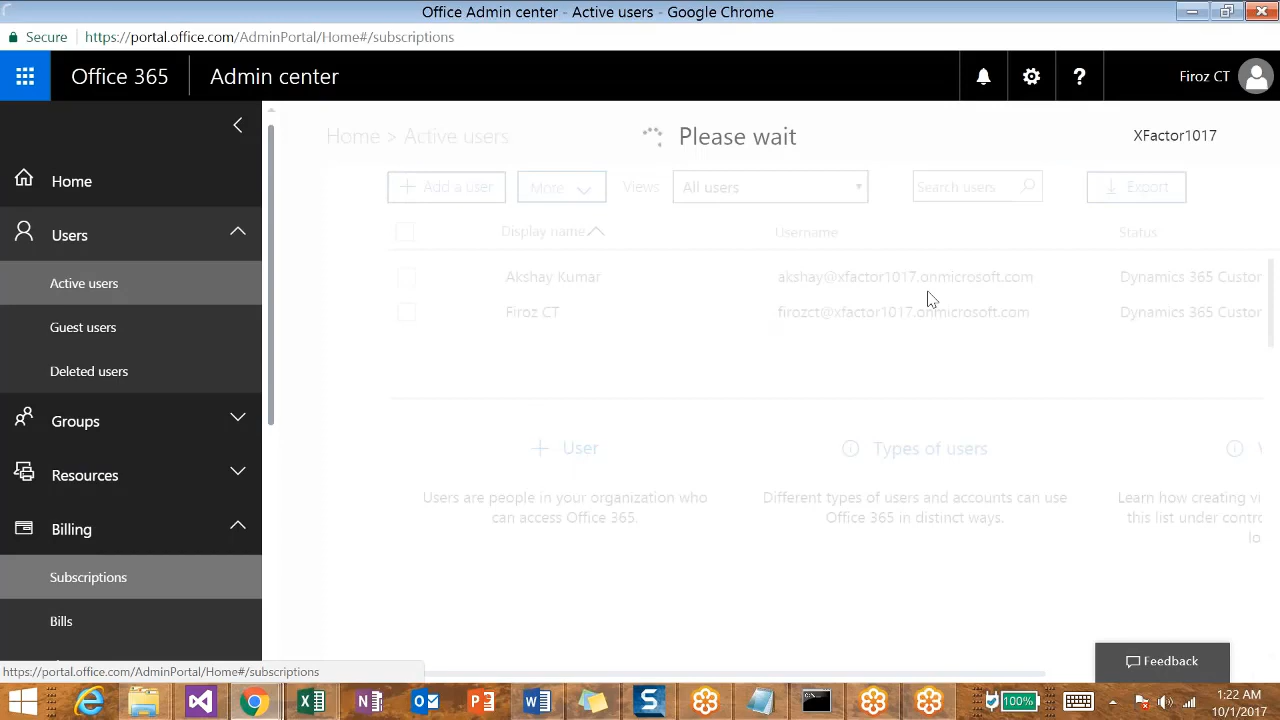 Office Admin center - Active users - Google Chrome
Secure https://portal.office.com/AdminPortal/Home#/subscriptions
Office 365 Admin center ? Firoz CT
Home > Active users Please wait XFactor1017
Home
Users
Active users
Guest users
Deleted users
Groups
Resources
Billing
Subscriptions
Bills
+ Add a user More Views All users Search users Export
Display name Username Status
Akshay Kumar akshay@xfactor1017.onmicrosoft.com Dynamics 365 Custor
Firoz CT firozct@xfactor1017.onmicrosoft.com Dynamics 365 Custor
+ User
Users are people in your organization who
can access Office 365.
Types of users
Different types of users and accounts can use
Office 365 in distinct ways.
Learn how creating vi
this list under contro
lo
Feedback
https://portal.office.com/AdminPortal/Home#/subscriptions
100%
1:22 AM
10/1/2017